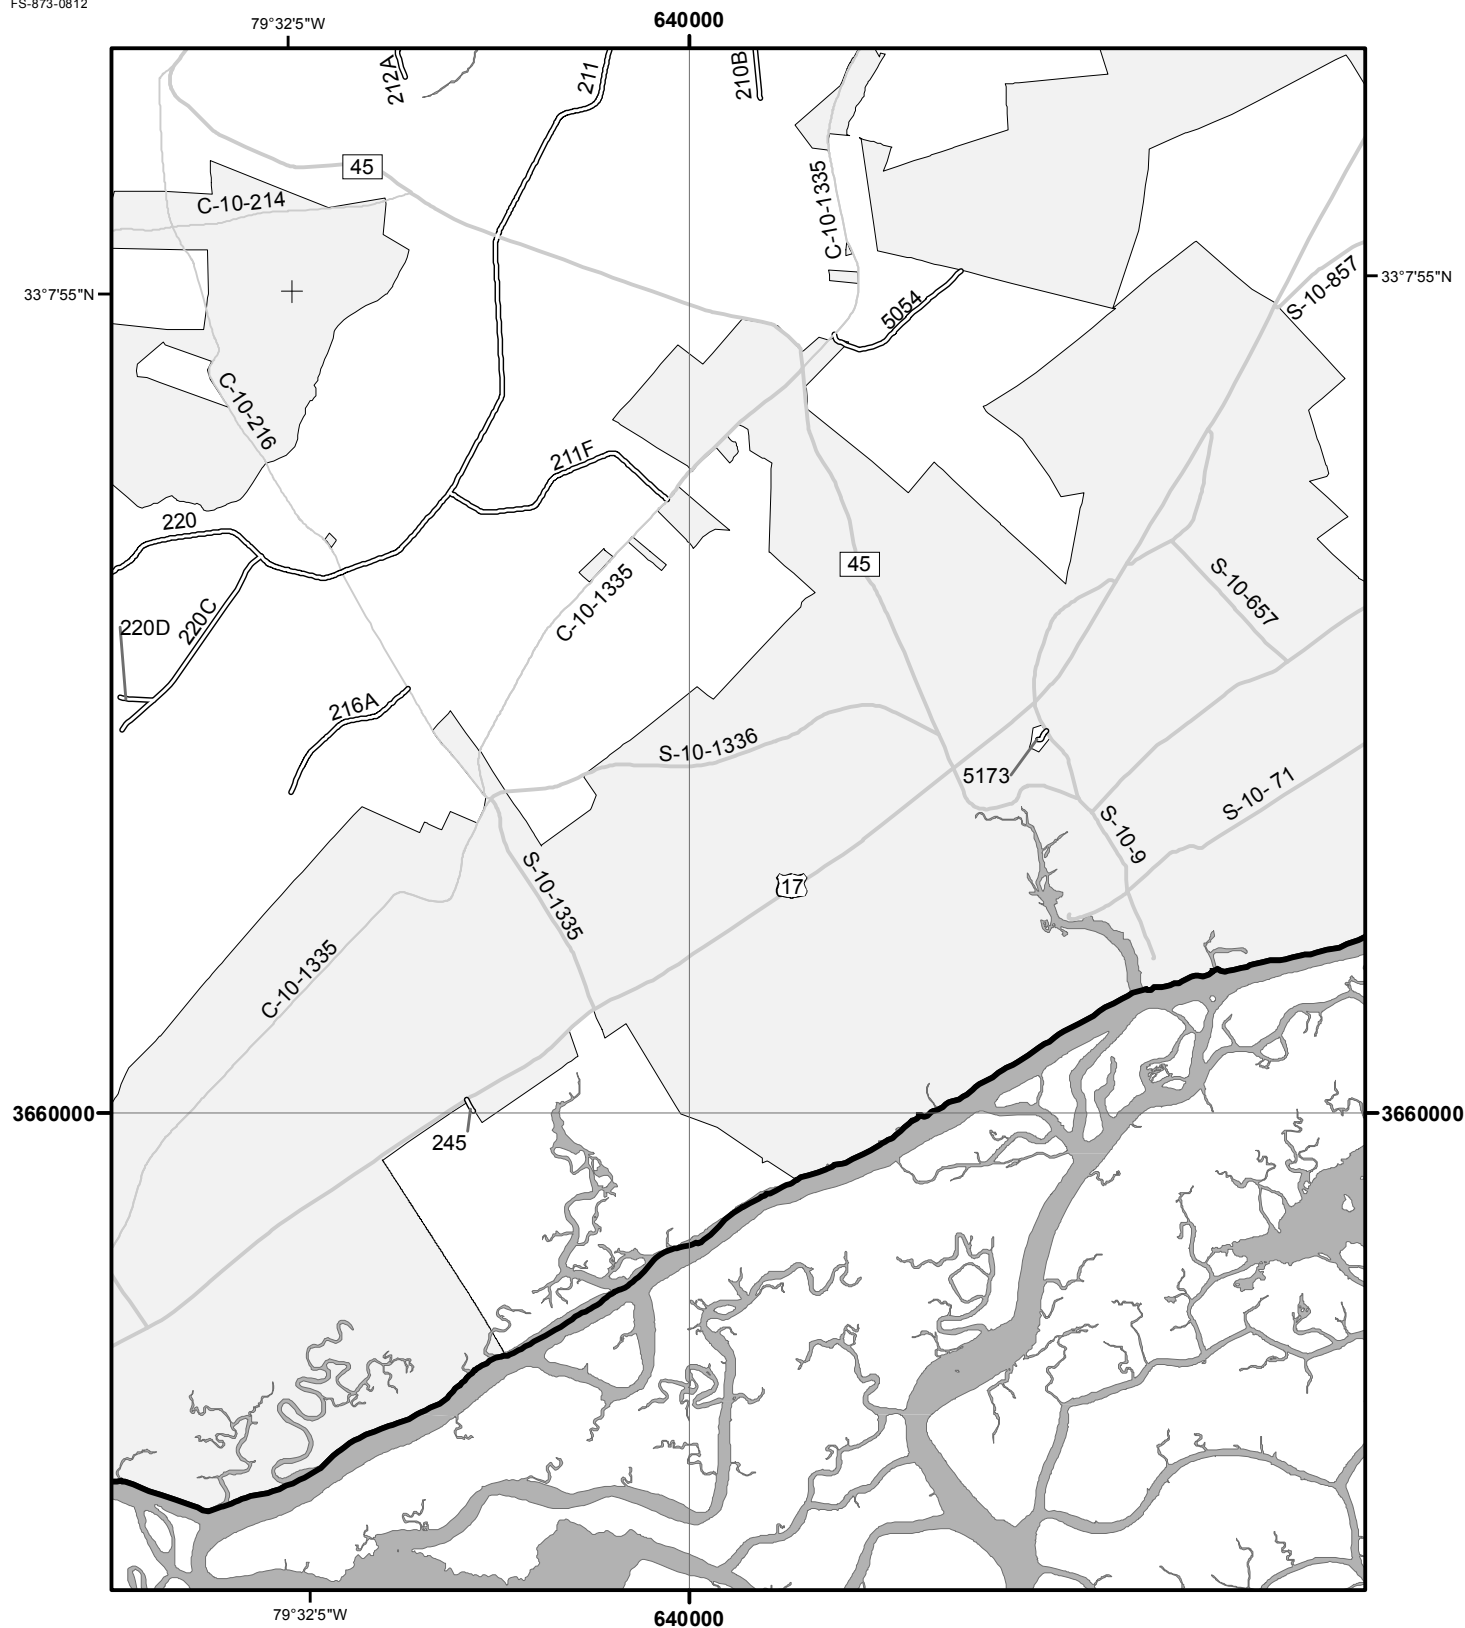 FS-873-0812
79°32'5"W
640000
212A
211
210B
45
C-10-1335
C-10-214
S-10-857
33°7'55"N
33°7'55"N
5054
C-10-216
211F
220
45
S-10-657
C-10-1335
220C
220D
216A
S-10-1336
5173
S-10- 71
S-10-9
S-10-1335
17
C-10-1335
3660000
3660000
245
79°32'5"W
640000